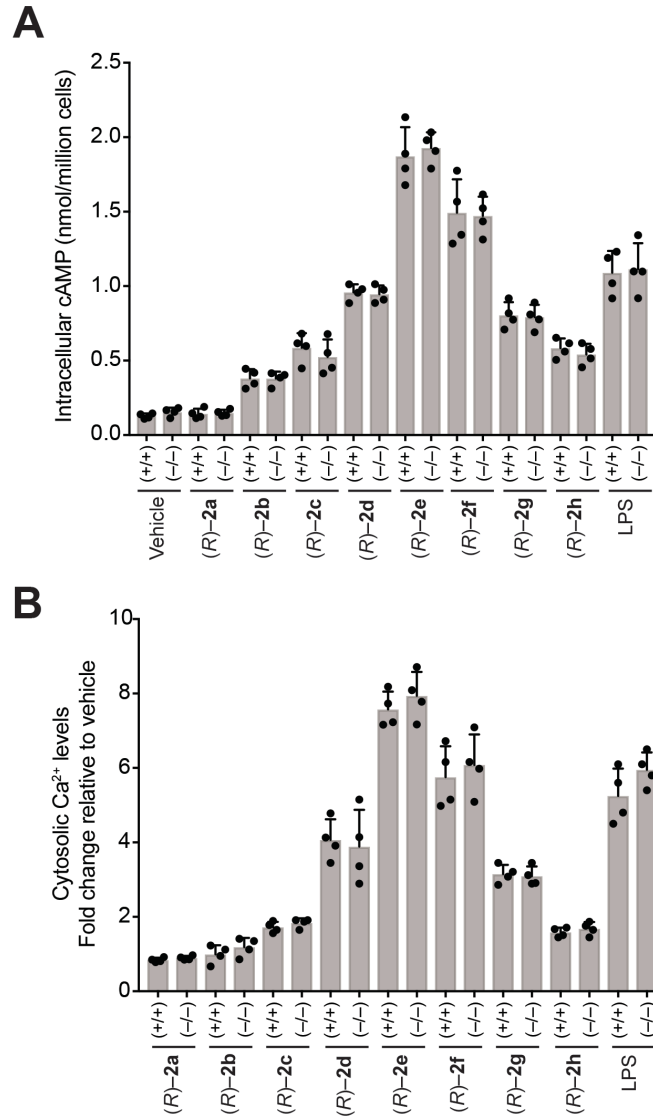 A
Intracellular cAMP (nmol/million cells)
2.5
2.0
1.5
1.0
0.5
0.0
(+/+) (−/−) (+/+) (−/−) (+/+) (−/−) (+/+) (−/−) (+/+) (−/−) (+/+) (−/−) (+/+) (−/−) (+/+) (−/−) (+/+) (−/−) (+/+) (−/−)
Vehicle (R)−2a (R)−2b (R)−2c (R)−2d (R)−2e (R)−2f (R)−2g (R)−2h LPS
B
Cytosolic Ca²⁺ levels
Fold change relative to vehicle
10
8
6
4
2
0
(+/+) (−/−) (+/+) (−/−) (+/+) (−/−) (+/+) (−/−) (+/+) (−/−) (+/+) (−/−) (+/+) (−/−) (+/+) (−/−) (+/+) (−/−)
(R)−2a (R)−2b (R)−2c (R)−2d (R)−2e (R)−2f (R)−2g (R)−2h LPS